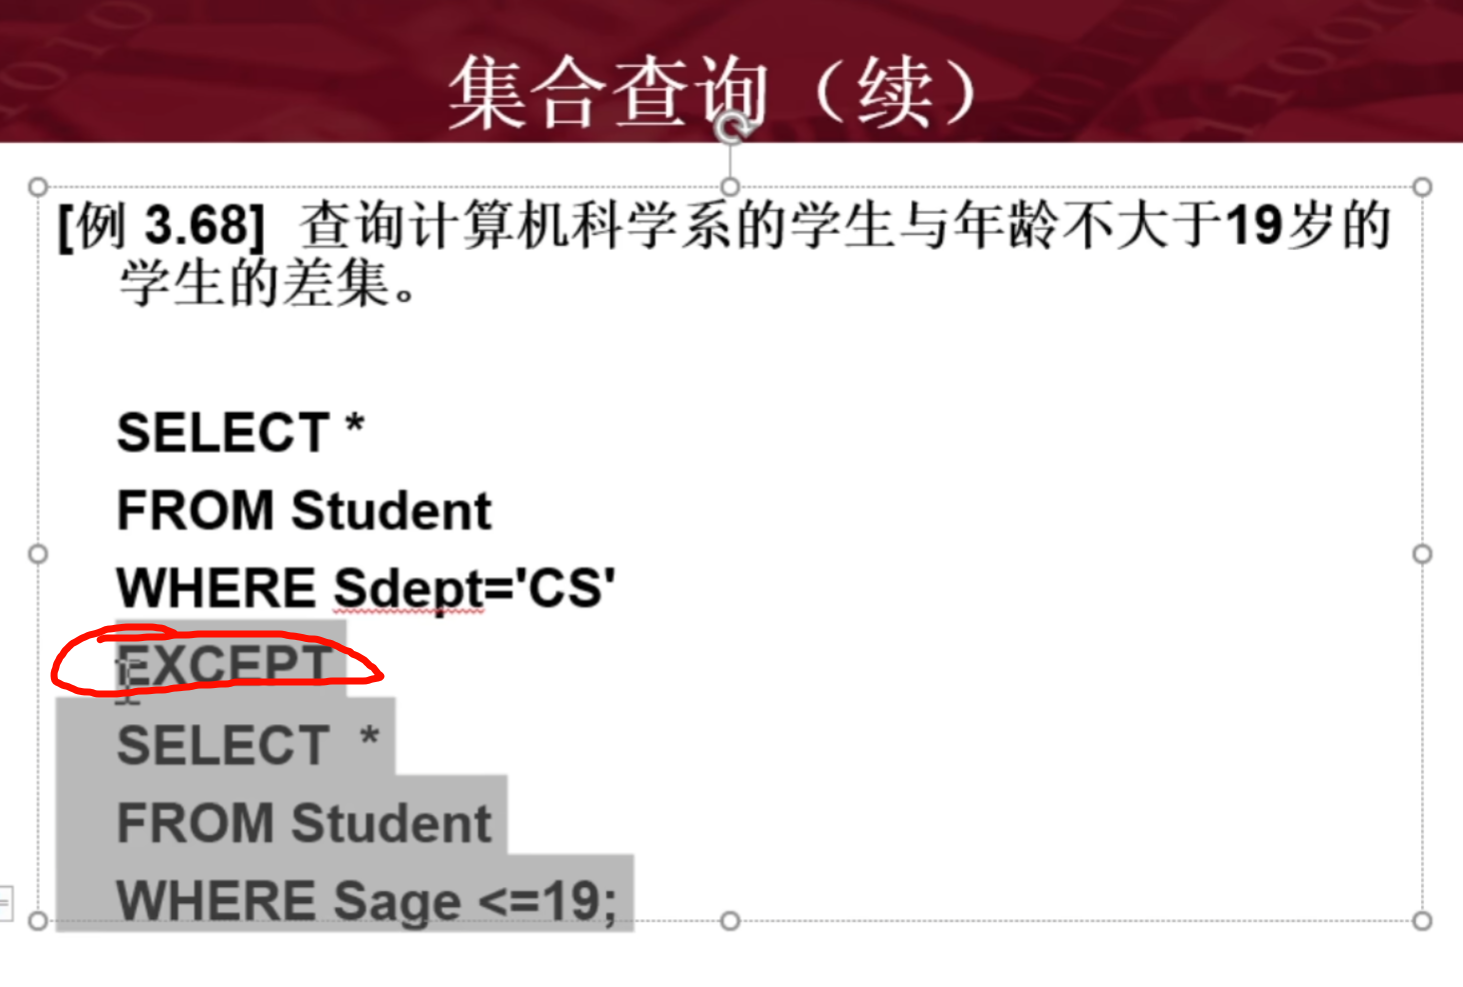 集合查询（续）
[例 3.68] 查询计算机科学系的学生与年龄不大于19岁的
学生的差集。
SELECT *
FROM Student
WHERE Sdept='CS'
EXCEPT
SELECT *
FROM Student
WHERE Sage <=19;